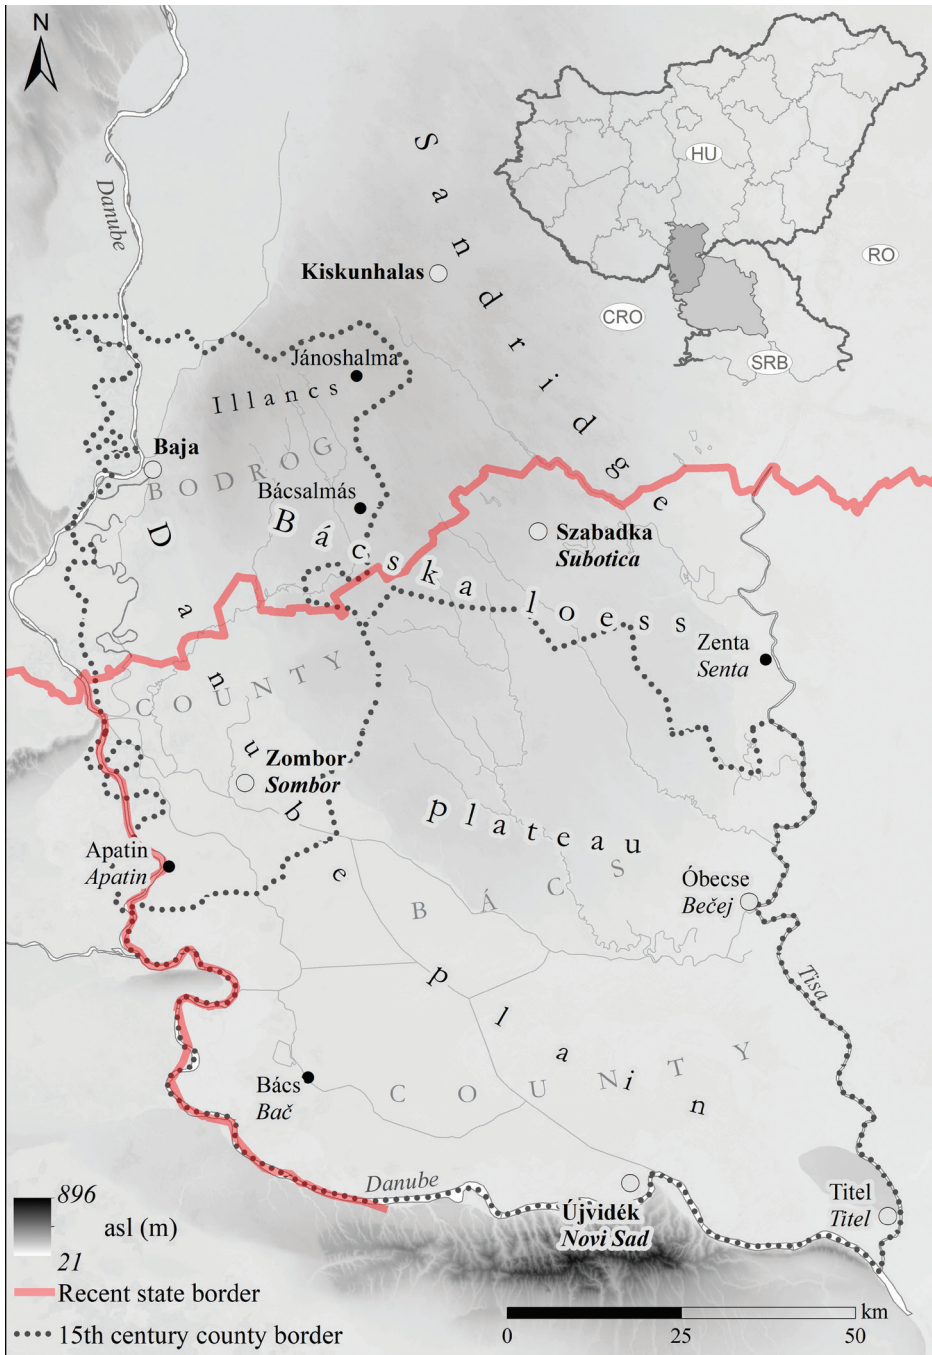 N
Danube
Sandridge
HU
RO
CRO
SRB
Kiskunhalas
Jánoshalma
Illancs
Baja
BODROG
Bácsalmás
Danube plain
Bácska loess
plateau
Szabadka
Subotica
Zenta
Senta
COUNTY
Zombor
Sombor
Apatin
Apatin
Óbecse
Bečej
BÁCS
Tisa
COUNTY
Bács
Bač
Danube
Újvidék
Novi Sad
Titel
Titel
896
asl (m)
21
Recent state border
15th century county border
km
0 25 50